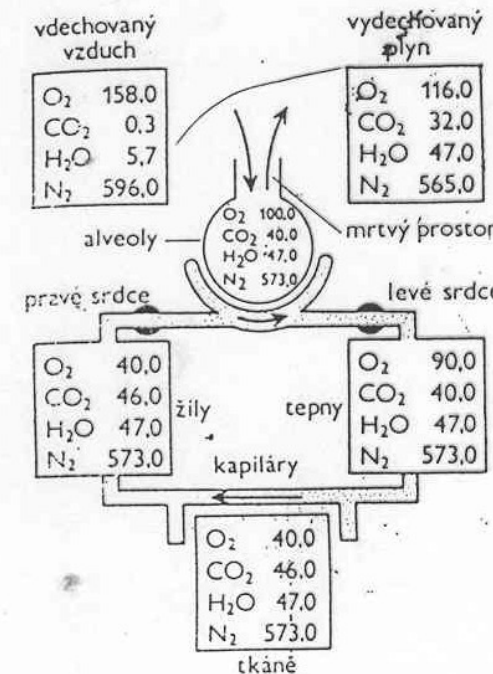 vdechovaný
vzduch
O₂ 158,0
CO₂ 0,3
H₂O 5,7
N₂ 596,0
vydechovaný
plyn
O₂ 116,0
CO₂ 32,0
H₂O 47,0
N₂ 565,0
alveoly
O₂ 100,0
CO₂ 40,0
H₂O 47,0
N₂ 573,0
mrtvý prostor
pravé srdce
levé srdce
O₂ 40,0
CO₂ 46,0
H₂O 47,0
N₂ 573,0
žíly
tepny
O₂ 90,0
CO₂ 40,0
H₂O 47,0
N₂ 573,0
kapiláry
O₂ 40,0
CO₂ 46,0
H₂O 47,0
N₂ 573,0
tkáně